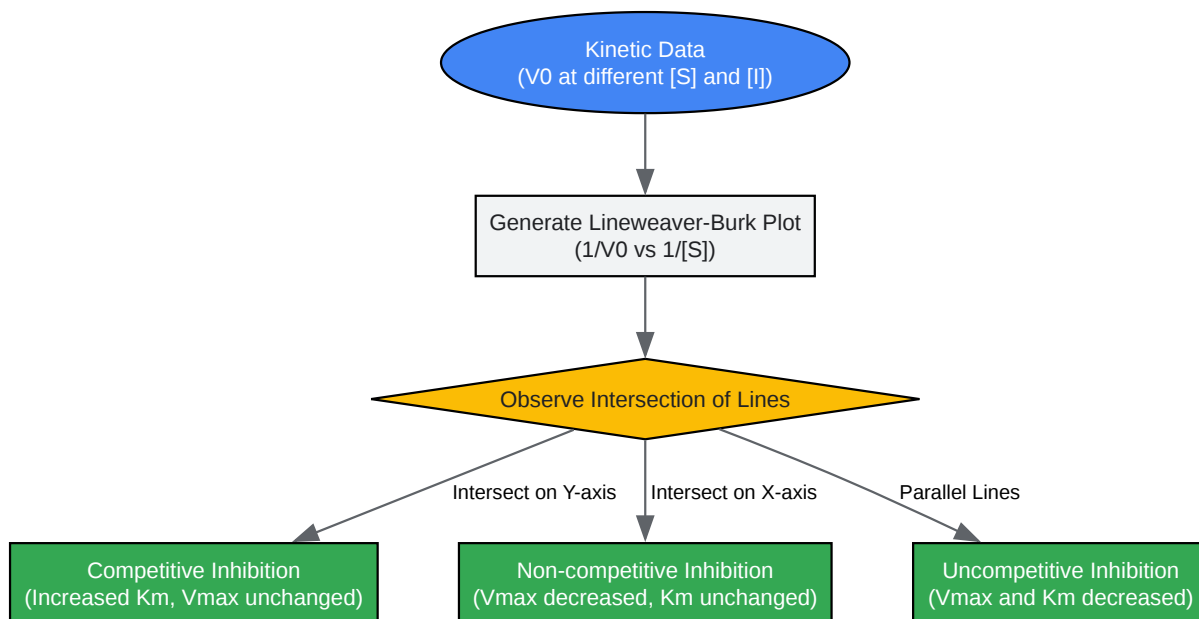 Kinetic Data
(V0 at different [S] and [I])
Generate Lineweaver-Burk Plot
(1/V0 vs 1/[S])
Observe Intersection of Lines
Intersect on Y-axis
Intersect on X-axis
Parallel Lines
Competitive Inhibition
(Increased Km, Vmax unchanged)
Non-competitive Inhibition
(Vmax decreased, Km unchanged)
Uncompetitive Inhibition
(Vmax and Km decreased)